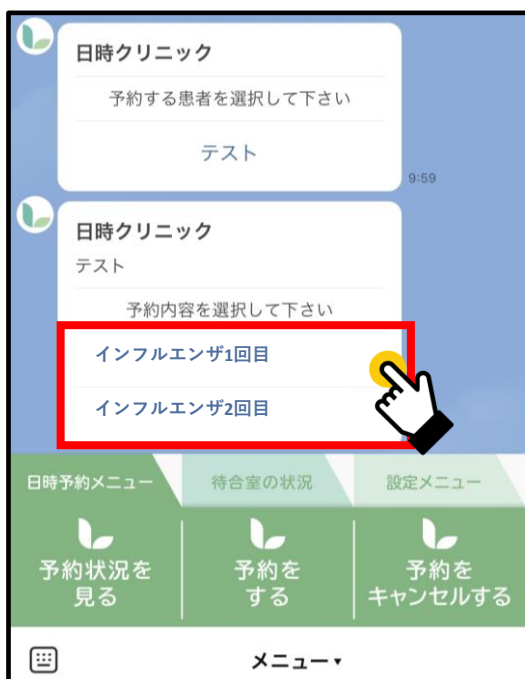 日時クリニック
予約する患者を選択して下さい
テスト
9:59
日時クリニック
テスト
予約内容を選択して下さい
インフルエンザ1回目
インフルエンザ2回目
日時予約メニュー
待合室の状況
設定メニュー
予約状況を
見る
予約を
する
予約を
キャンセルする
メニュー▾